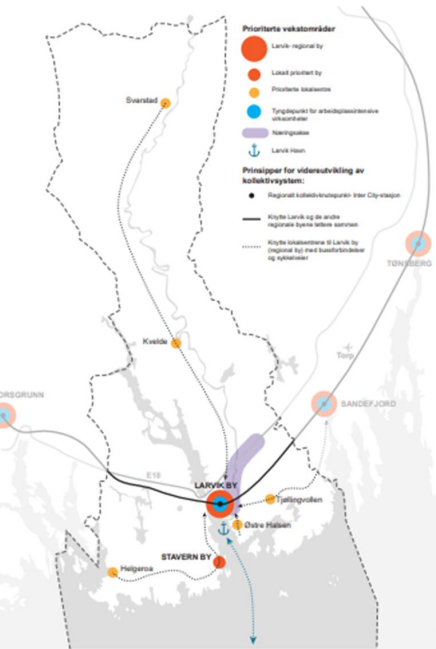 Prioriterte vekstområder
Larvik- regional by
Lokalt prioritert by
Prioriterte lokalsentre
Tyngdepunkt for arbeidsplassintensive
virksomheter
Næringsakse
Larvik Havn
Prinsipper for videreutvikling av
kollektivsystem:
Regionalt kollektivknutepunkt- Inter City-stasjon
Knytte Larvik og de andre
regionale byene tettere sammen
Knytte lokalsentrene til Larvik by
(regional by) med bussforbindelser
og sykkelveier
Svarstad
TØNSBERG
Kvelde
Torp
ORSGRUNN
SANDEFJORD
E18
LARVIK BY
Tjøllingvollen
Østre Halsen
STAVERN BY
Helgeroa